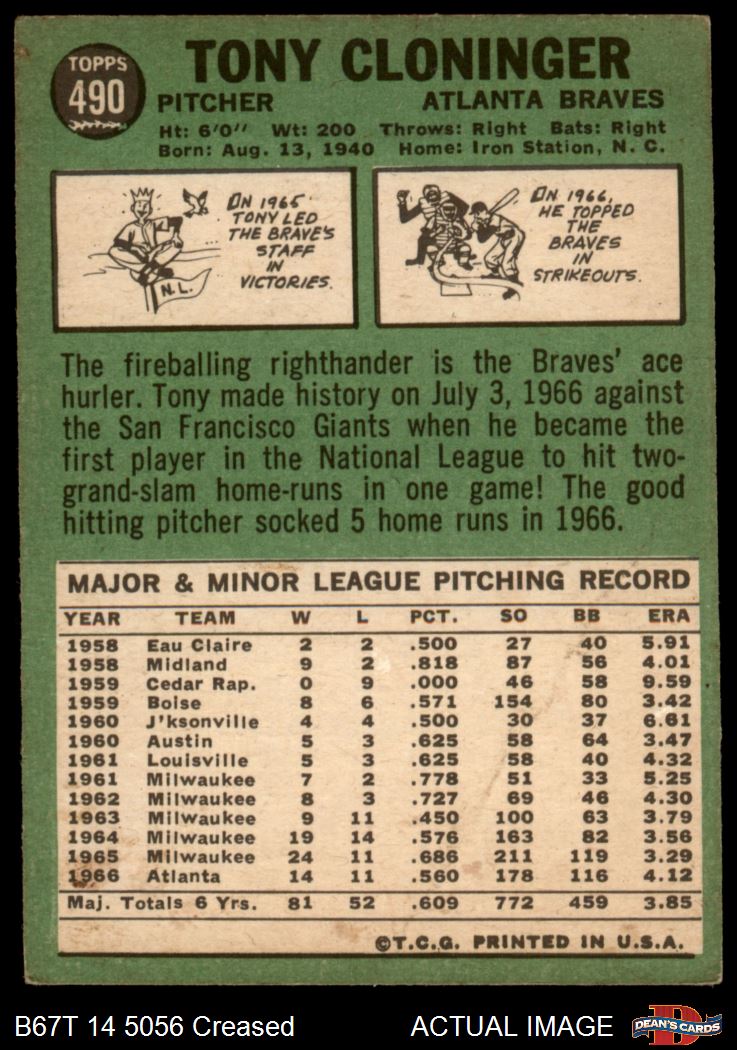 TOPPS
490
TONY CLONINGER
PITCHER ATLANTA BRAVES
Ht: 6'0" Wt: 200 Throws: Right Bats: Right
Born: Aug. 13, 1940 Home: Iron Station, N. C.
ON 1965
TONY LED
THE BRAVE'S
STAFF
IN
VICTORIES.
N.L.
ON 1966,
HE TOPPED
THE
BRAVES
IN
STRIKEOUTS.
The fireballing righthander is the Braves' ace
hurler. Tony made history on July 3, 1966 against
the San Francisco Giants when he became the
first player in the National League to hit two-
grand-slam home-runs in one game! The good
hitting pitcher socked 5 home runs in 1966.
MAJOR & MINOR LEAGUE PITCHING RECORD
YEAR TEAM W L PCT. SO BB ERA
1958 Eau Claire 2 2 .500 27 40 5.91
1958 Midland 9 2 .818 87 56 4.01
1959 Cedar Rap. 0 9 .000 46 58 9.59
1959 Boise 8 6 .571 154 80 3.42
1960 J'ksonville 4 4 .500 30 37 6.61
1960 Austin 5 3 .625 58 64 3.47
1961 Louisville 5 3 .625 58 40 4.32
1961 Milwaukee 7 2 .778 51 33 5.25
1962 Milwaukee 8 3 .727 69 46 4.30
1963 Milwaukee 9 11 .450 100 63 3.79
1964 Milwaukee 19 14 .576 163 82 3.56
1965 Milwaukee 24 11 .686 211 119 3.29
1966 Atlanta 14 11 .560 178 116 4.12
Maj. Totals 6 Yrs. 81 52 .609 772 459 3.85
©T.C.G. PRINTED IN U.S.A.
B67T 14 5056 Creased ACTUAL IMAGE
D
DEAN'S CARDS